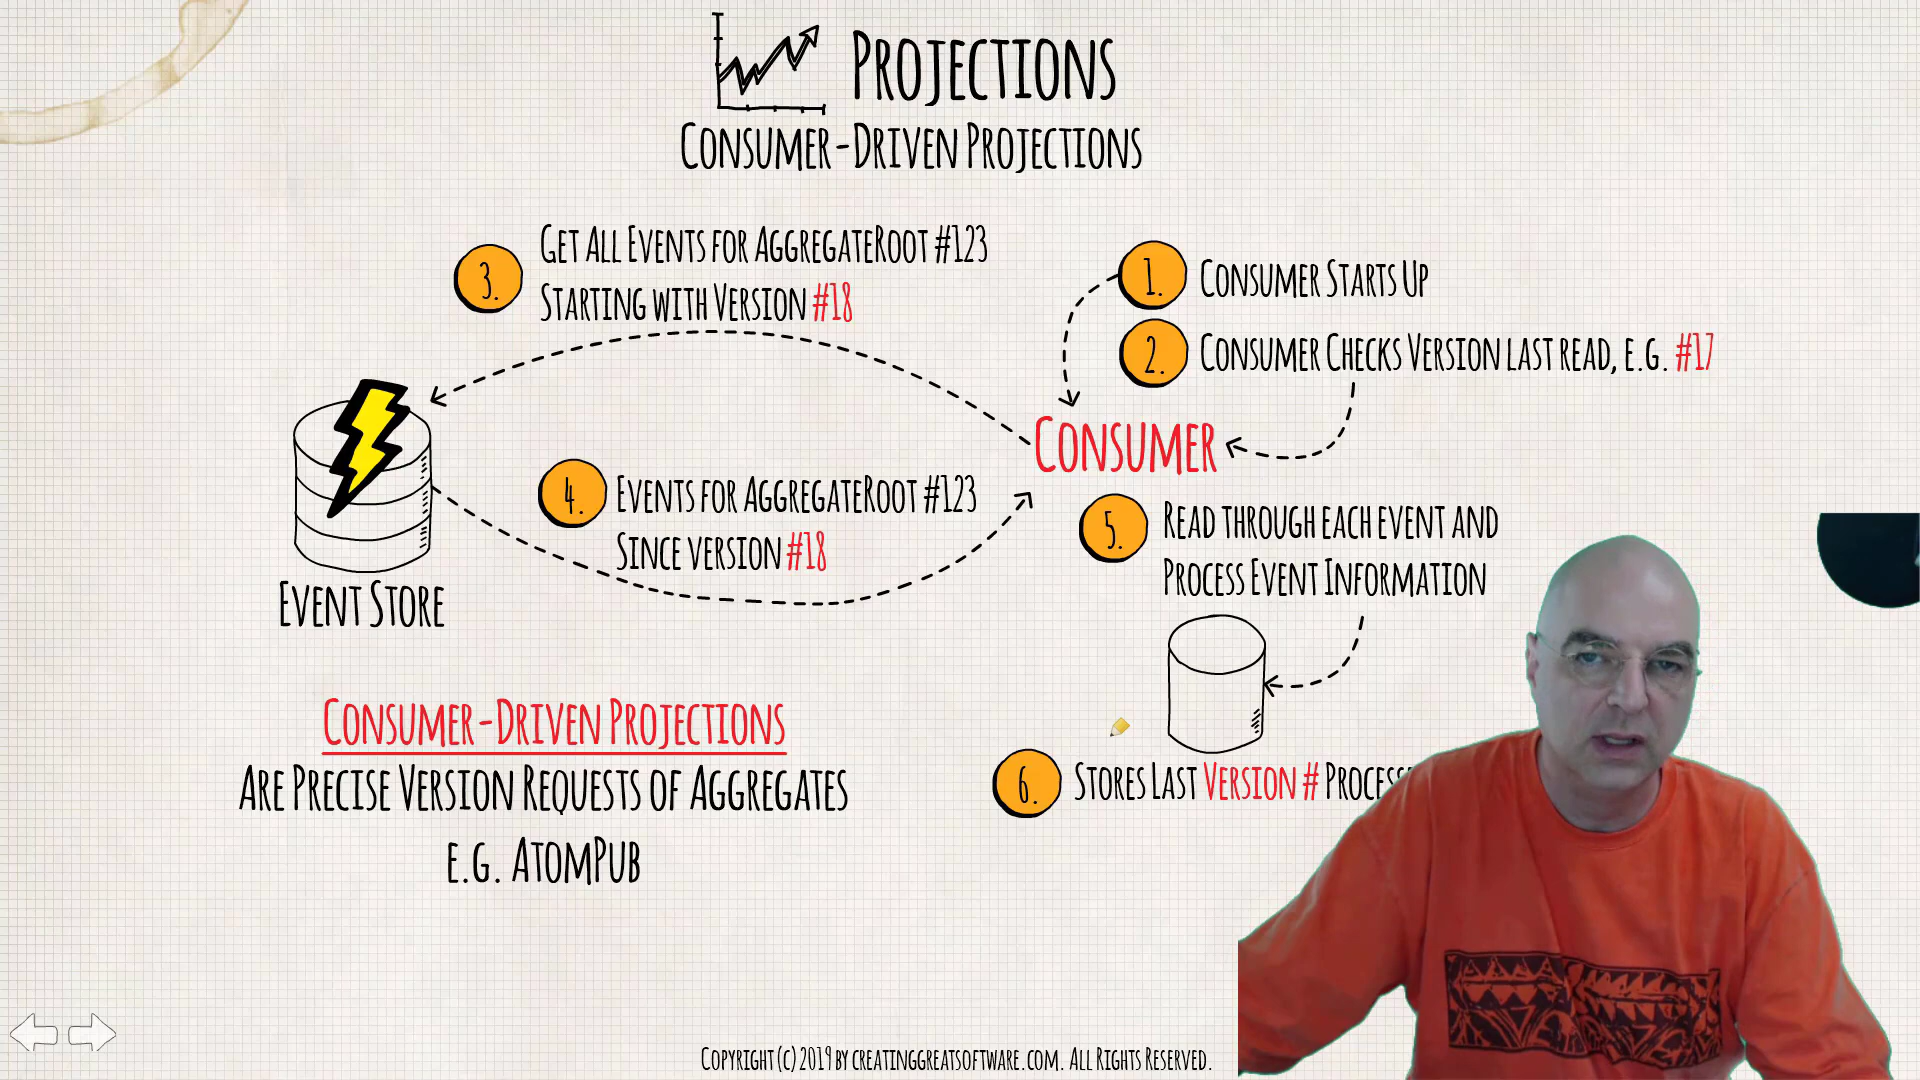 Projections
Consumer-Driven Projections
3.
Get All Events for AggregateRoot #123
Starting with Version #18
1.
Consumer Starts Up
2.
Consumer Checks Version last read, e.g. #17
Consumer
4.
Events for AggregateRoot #123
Since version #18
5.
Read through each event and
Process Event Information
Event Store
Consumer-Driven Projections
Are Precise Version Requests of Aggregates
e.g. AtomPub
6.
Stores Last Version #
Copyright (c) 2019 by creatinggreatsoftware.com. All Rights Reserved.